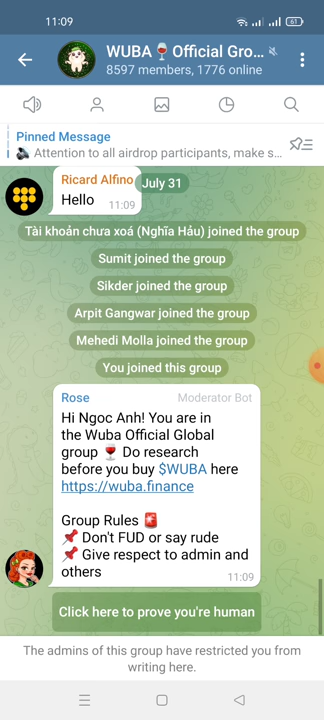 11:09
61
WUBA🍷Official Gro...
8597 members, 1776 online
Pinned Message
🔊 Attention to all airdrop participants, make s...
July 31
Ricard Alfino
Hello
11:09
Tài khoản chưa xoá (Nghĩa Hảu) joined the group
Sumit joined the group
Sikder joined the group
Arpit Gangwar joined the group
Mehedi Molla joined the group
You joined this group
Rose Moderator Bot
Hi Ngoc Anh! You are in
the Wuba Official Global
group 🍷 Do research
before you buy $WUBA here
https://wuba.finance
Group Rules 🚨
📌 Don't FUD or say rude
📌 Give respect to admin and
others
11:09
Click here to prove you're human
The admins of this group have restricted you from
writing here.